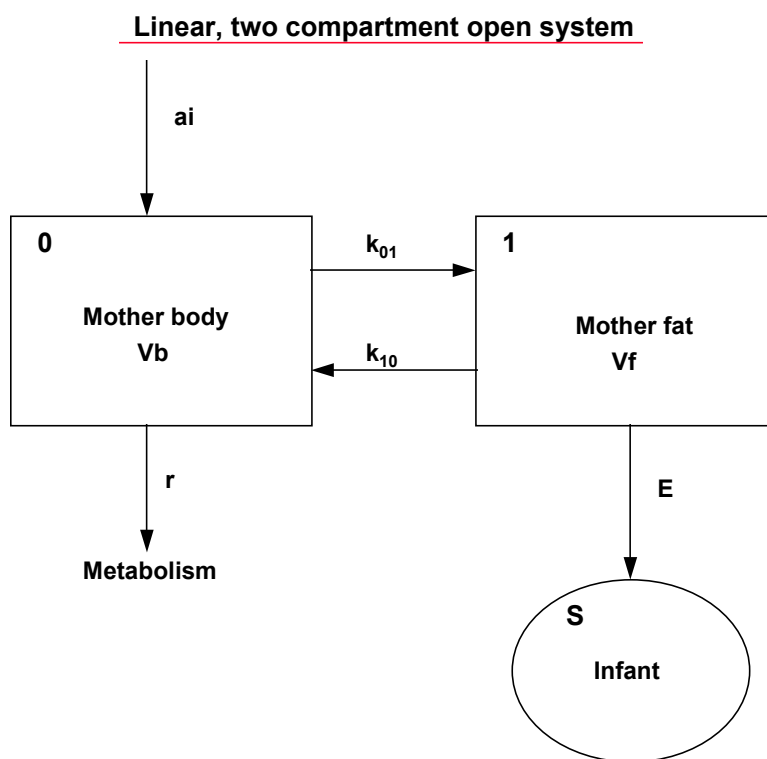 Linear, two compartment open system
ai
0
1
k₀₁
Mother body
Vb
Mother fat
Vf
k₁₀
r
E
Metabolism
S
Infant